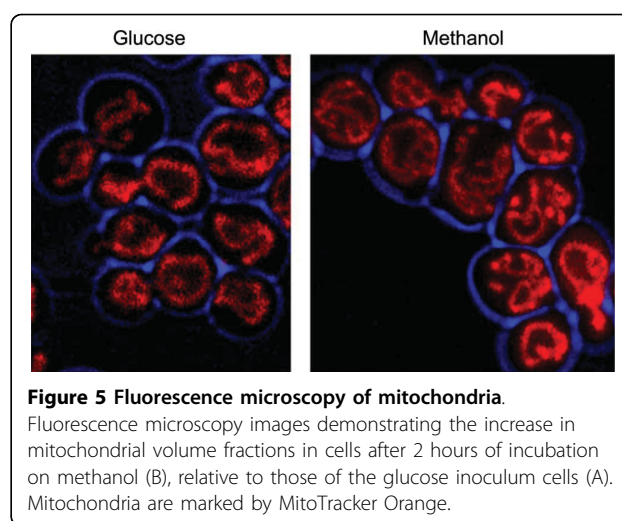 Glucose
Methanol
Figure 5 Fluorescence microscopy of mitochondria.
Fluorescence microscopy images demonstrating the increase in
mitochondrial volume fractions in cells after 2 hours of incubation
on methanol (B), relative to those of the glucose inoculum cells (A).
Mitochondria are marked by MitoTracker Orange.